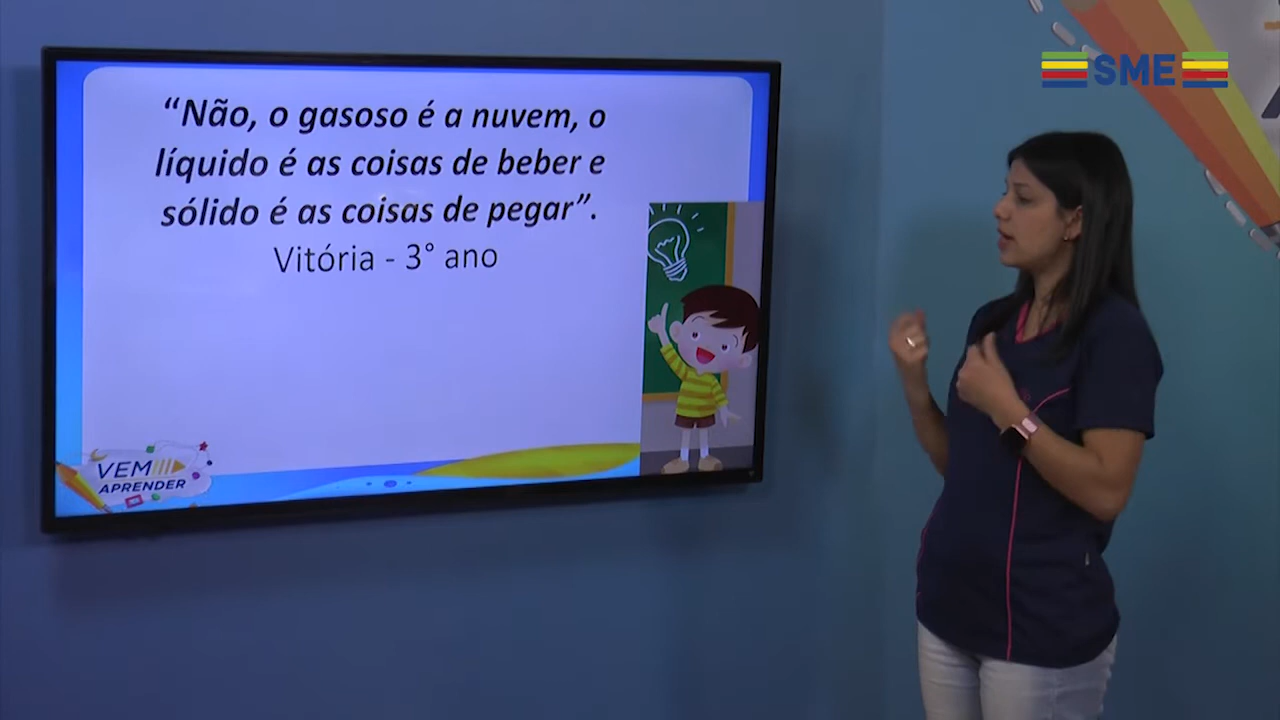 SME
“Não, o gasoso é a nuvem, o
líquido é as coisas de beber e
sólido é as coisas de pegar”.
Vitória - 3° ano
VEM
APRENDER